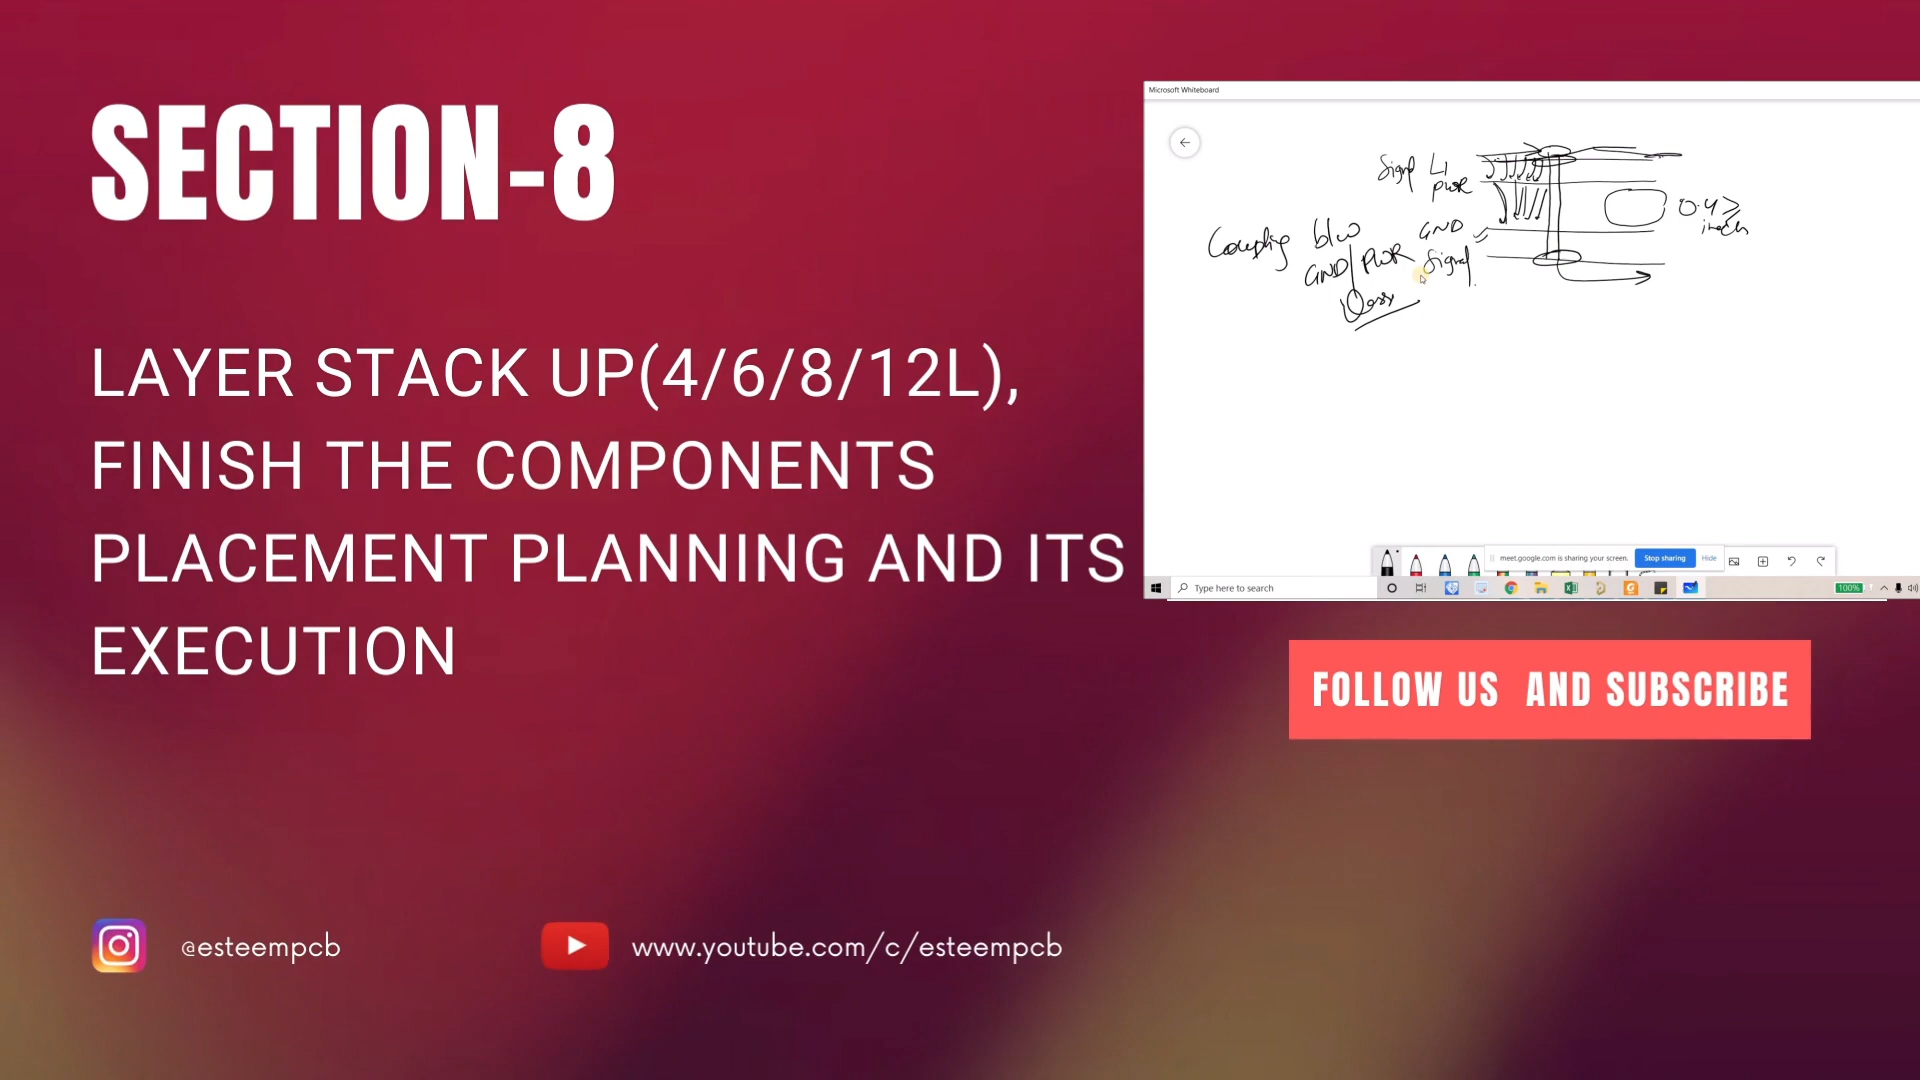 SECTION-8
LAYER STACK UP(4/6/8/12L),
FINISH THE COMPONENTS
PLACEMENT PLANNING AND ITS
EXECUTION
Microsoft Whiteboard
Signal L1
PWR
GND
Signal
Coupling b/w
GND/PWR
0.4
inch
meet.google.com is sharing your screen.
Stop sharing
Hide
Type here to search
100%
FOLLOW US AND SUBSCRIBE
@esteempcb
www.youtube.com/c/esteempcb